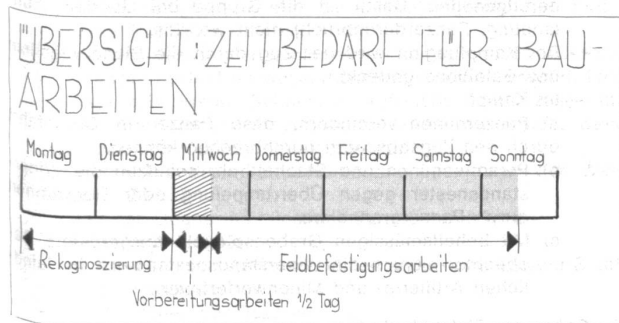 ÜBERSICHT: ZEITBEDARF FÜR BAU-
ARBEITEN
Montag Dienstag Mittwoch Donnerstag Freitag Samstag Sonntag
Rekognoszierung Feldbefestigungsarbeiten
Vorbereitungsarbeiten 1/2 Tag